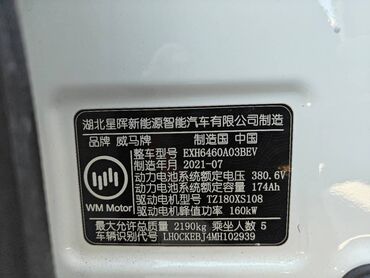 湖北星晖新能源智能汽车有限公司制造
品牌 威马牌 制造国 中国
整车型号 EXH6460A03BEV
制造年月 2021-07
动力电池系统额定电压 380.6V
动力电池系统额定容量 174Ah
驱动电机型号 TZ180XS108
驱动电机峰值功率 160kW
WM Motor
最大允许总质量 2190kg 乘坐人数 5
车辆识别代号 LH0CKEBJ4MH102939